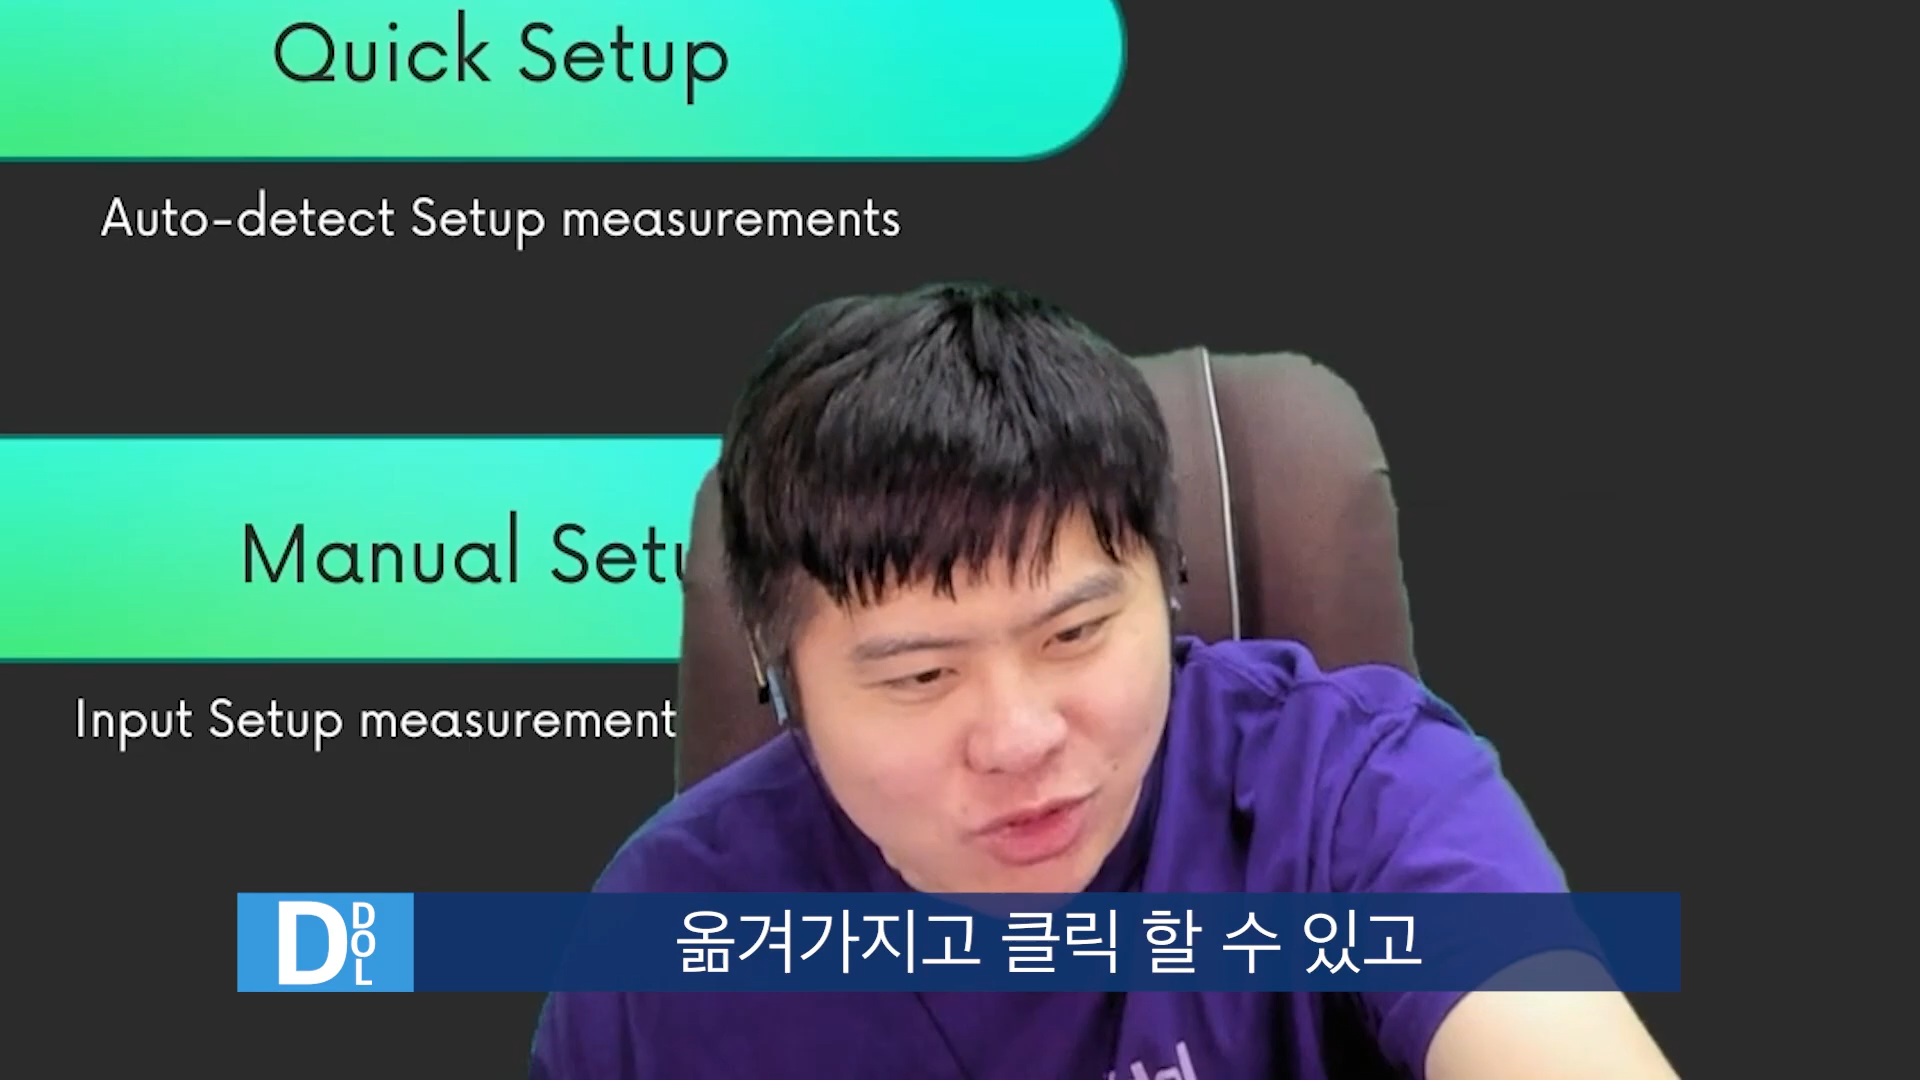 Quick Setup
Auto-detect Setup measurements
Manual Setu
Input Setup measurement
D DOL
옮겨가지고 클릭 할 수 있고